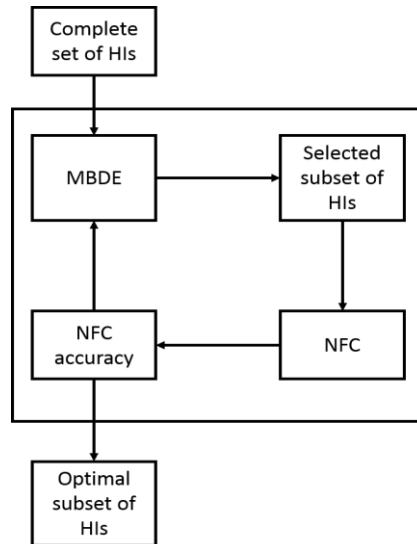 Complete
set of HIs
MBDE
Selected
subset of
HIs
NFC
accuracy
NFC
Optimal
subset of
HIs